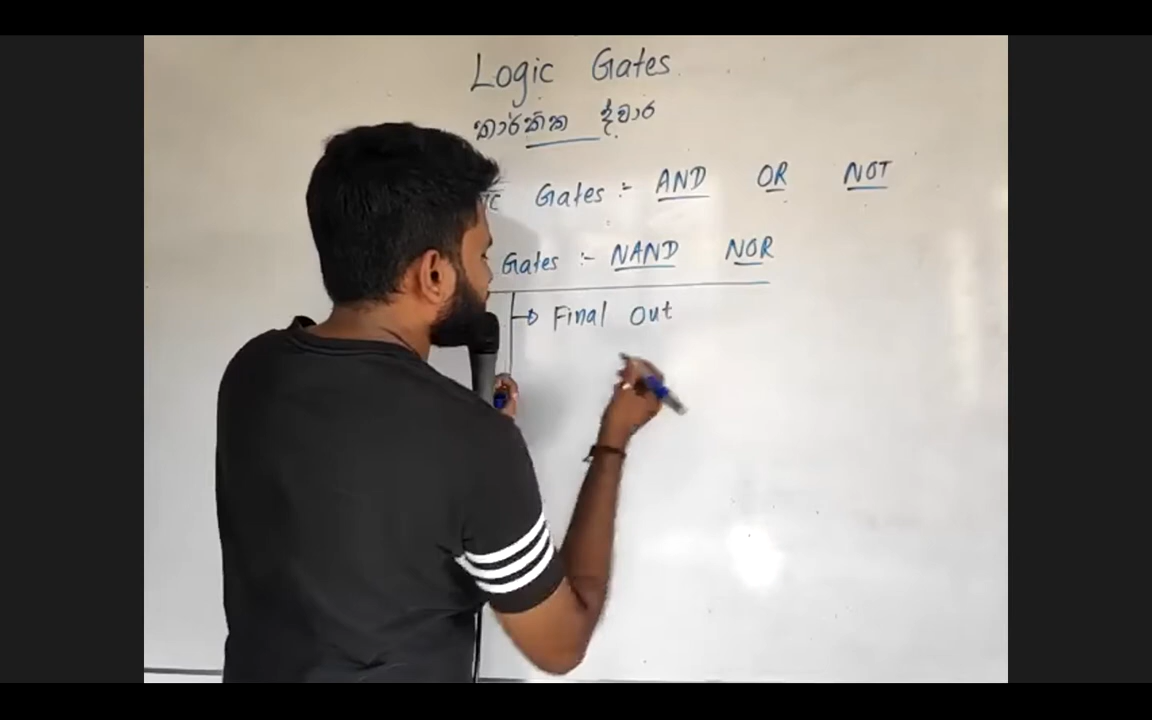 Logic Gates
තාර්කික ද්වාර
Gates :- AND OR NOT
Gates :- NAND NOR
Final Out